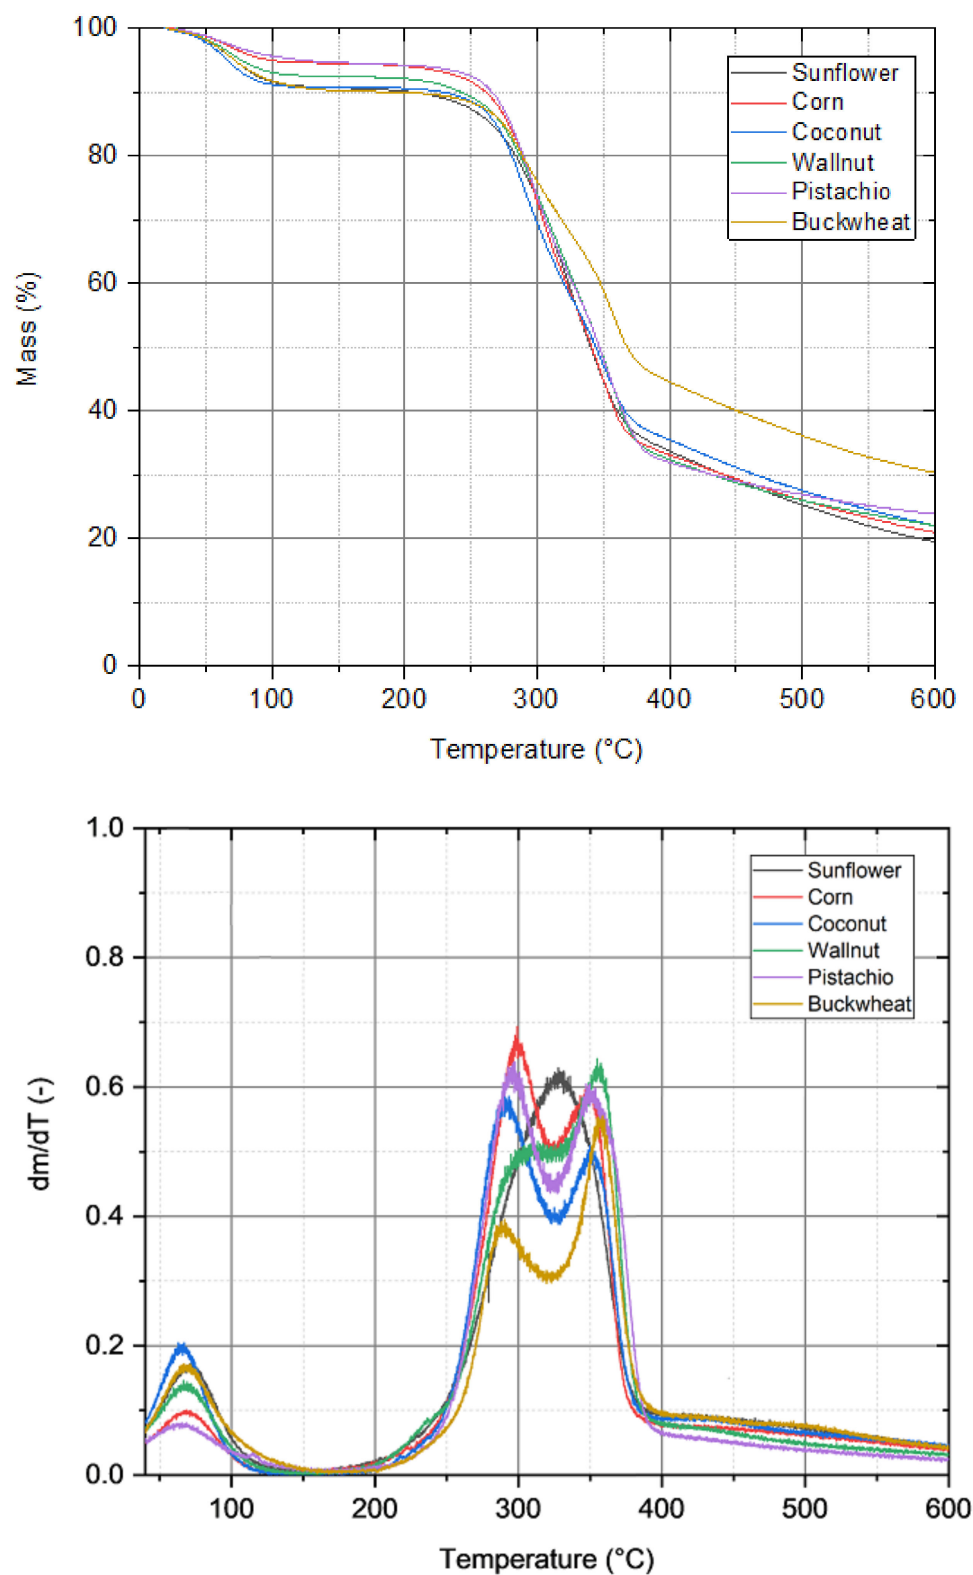 100
80
60
40
20
0
Mass (%)
Sunflower
Corn
Coconut
Wallnut
Pistachio
Buckwheat
0 100 200 300 400 500 600
Temperature (°C)
1.0
0.8
0.6
0.4
0.2
0.0
dm/dT (-)
Sunflower
Corn
Coconut
Wallnut
Pistachio
Buckwheat
100 200 300 400 500 600
Temperature (°C)